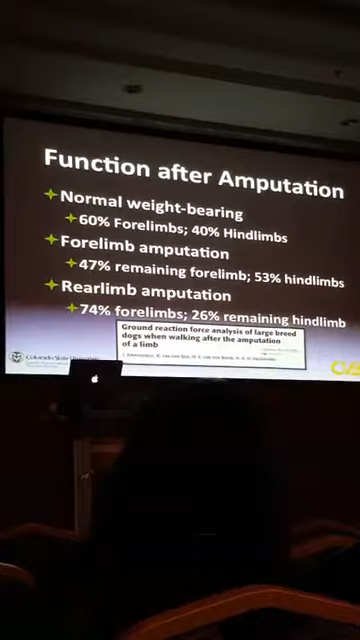 Function after Amputation
Normal weight-bearing
60% Forelimbs; 40% Hindlimbs
Forelimb amputation
47% remaining forelimb; 53% hindlimbs
Rearlimb amputation
74% forelimbs; 26% remaining hindlimb
Ground reaction force analysis of large breed
dogs when walking after the amputation
of a limb
Colorado State